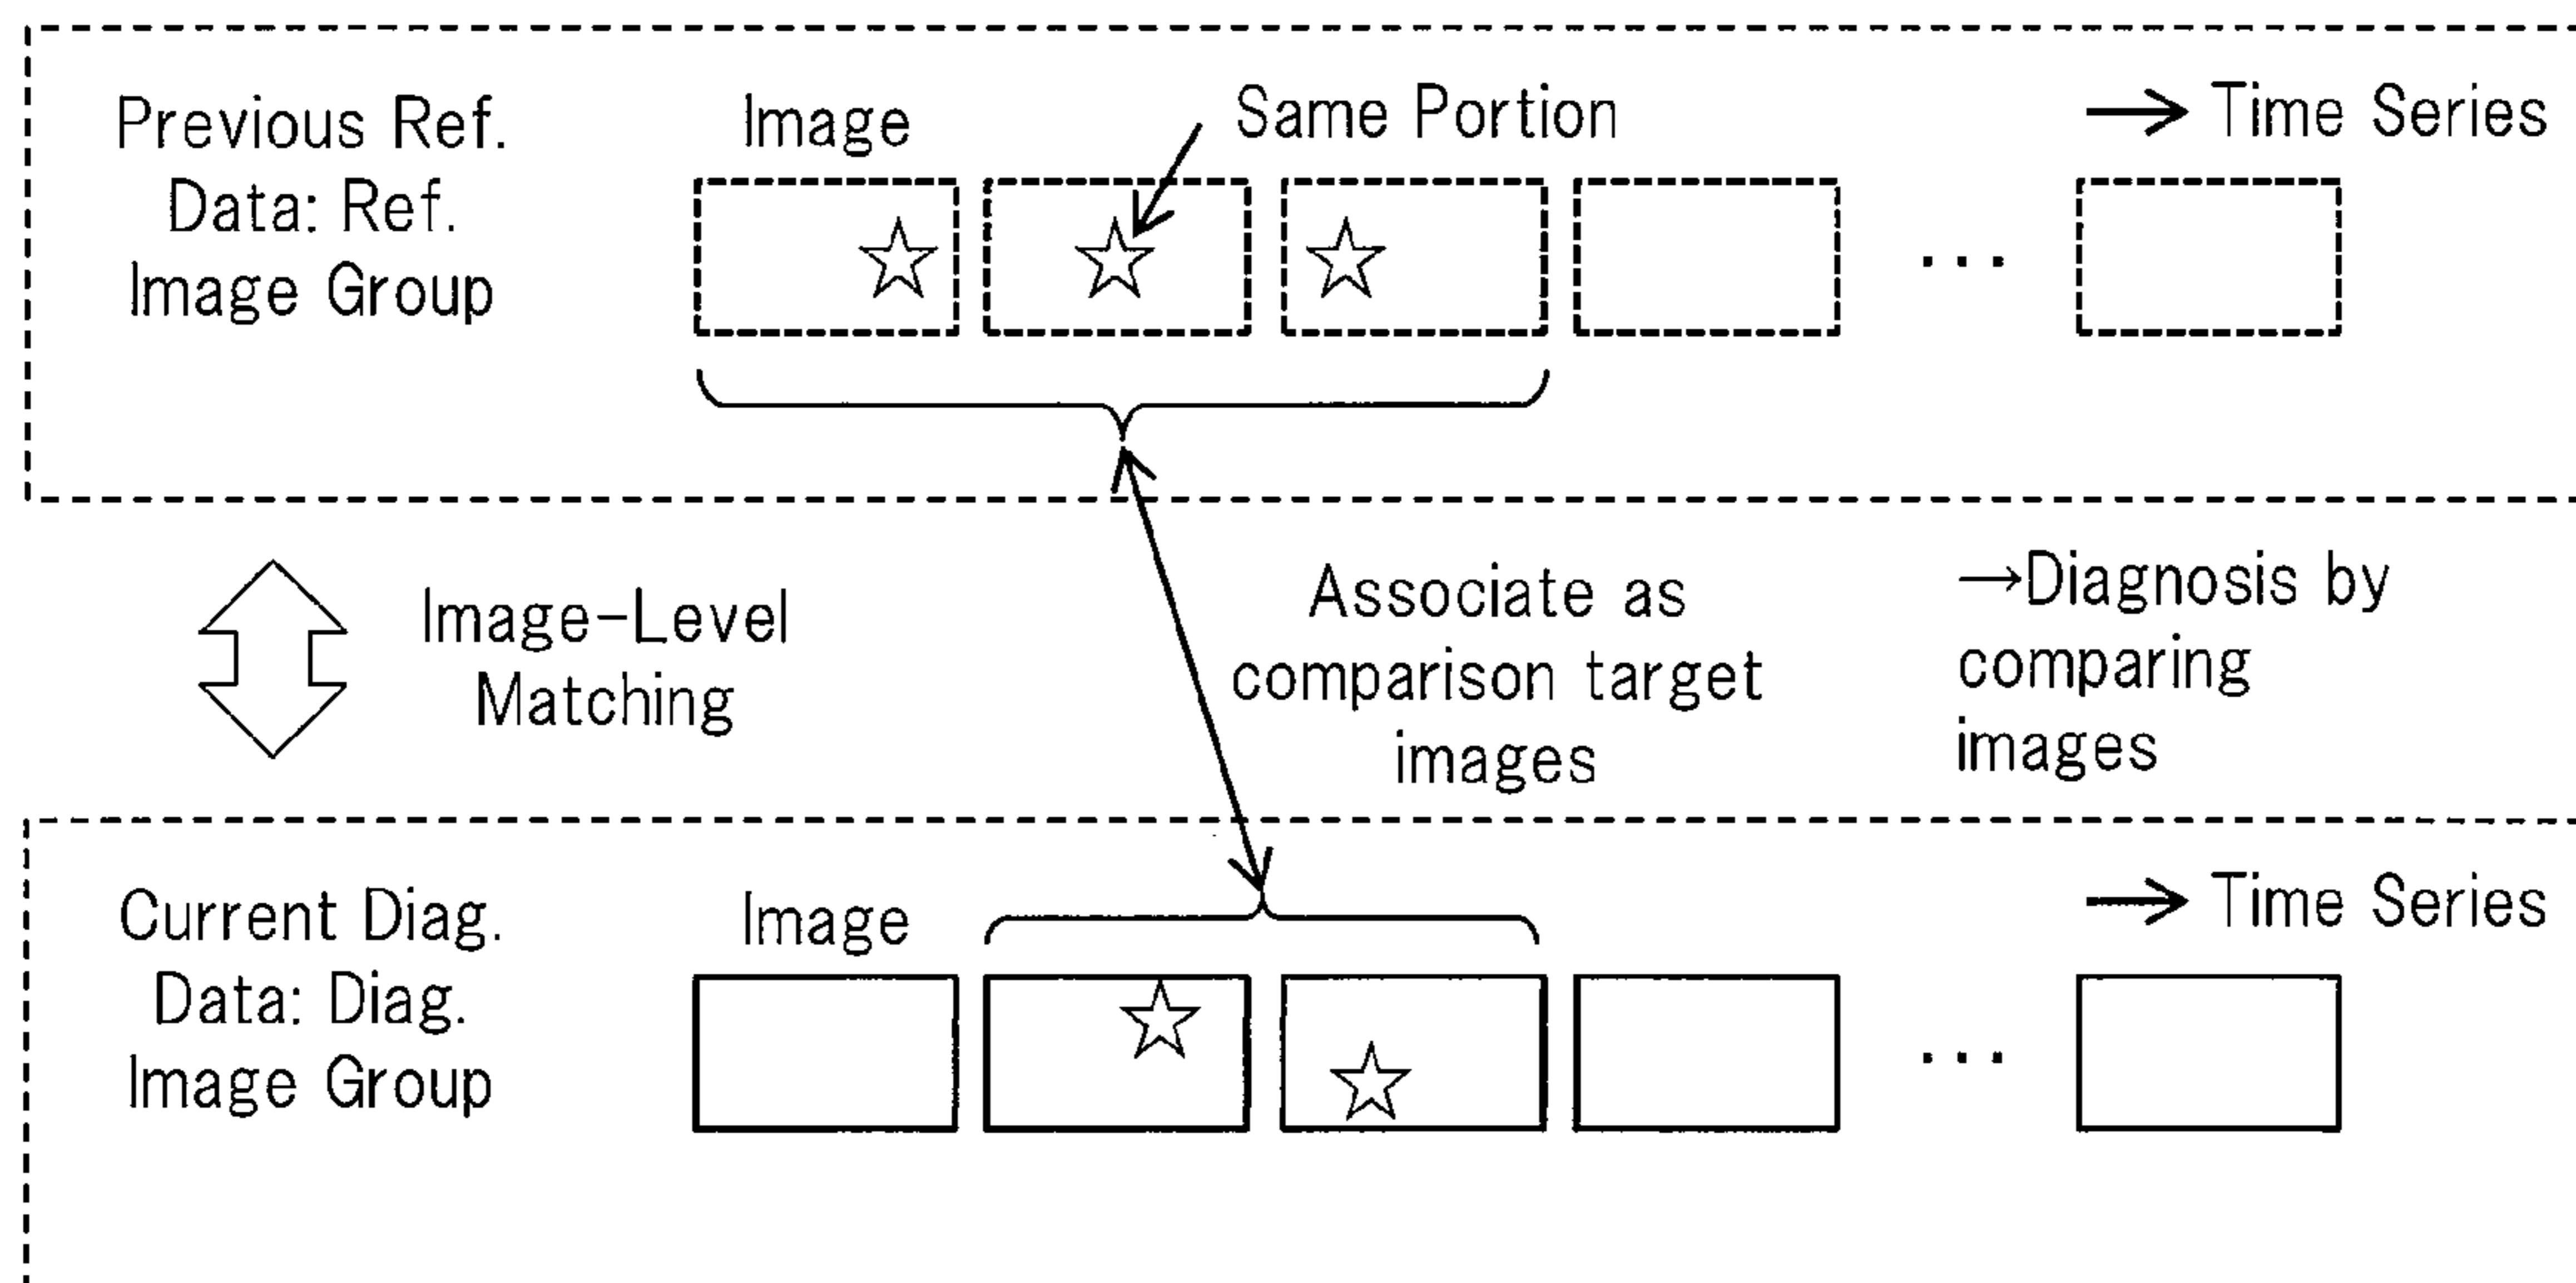 Previous Ref.
Data: Ref.
Image Group
Image
Same Portion
→ Time Series
...
Image-Level
Matching
Associate as
comparison target
images
→Diagnosis by
comparing
images
Current Diag.
Data: Diag.
Image Group
Image
→ Time Series
...